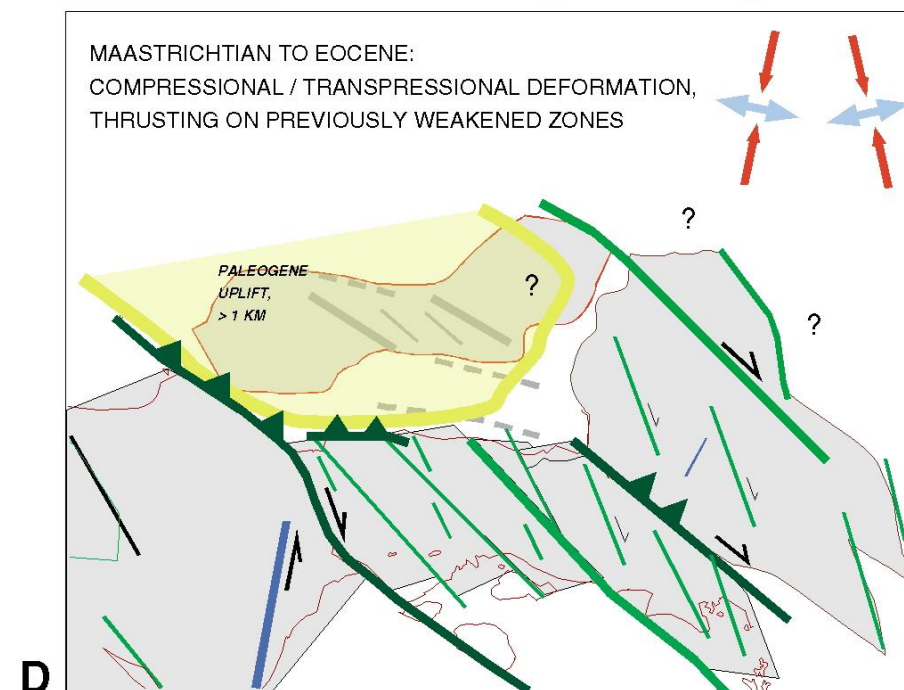 MAASTRICHTIAN TO EOCENE:
COMPRESSIONAL / TRANSPRESSIONAL DEFORMATION,
THRUSTING ON PREVIOUSLY WEAKENED ZONES
?
PALEOGENE
UPLIFT,
> 1 KM
?
?
D